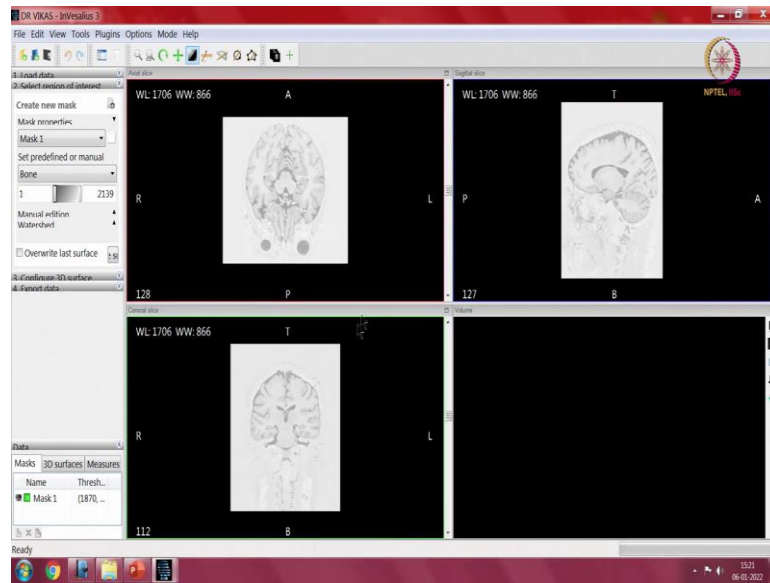 DR VIKAS - InVesalius 3
File Edit View Tools Plugins Options Mode Help
1. Load data
2. Select region of interest
Create new mask
Mask properties
Mask 1
Set predefined or manual
Bone
1 2139
Manual edition
Watershed
Overwrite last surface
3. Configure 3D surface
4. Export data
Data
Masks 3D surfaces Measures
Name Thresh..
Mask 1 (1870, ...
Ready
Axial slice
WL: 1706 WW: 866
A
R
L
128
P
Sagittal slice
WL: 1706 WW: 866
T
P
A
127
B
NPTEL, IISc
Coronal slice
WL: 1706 WW: 866
T
R
L
112
B
Volume
15:21
06-01-2022